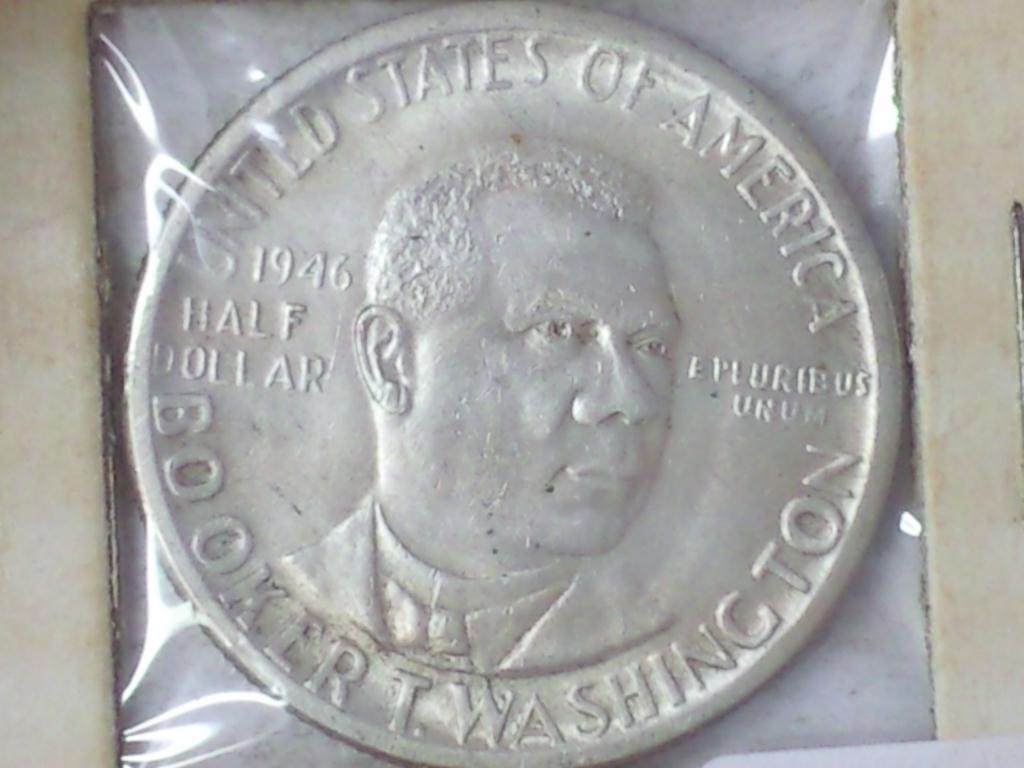 UNITED STATES OF AMERICA
1946
HALF
DOLLAR
E PLURIBUS
UNUM
BOOKER T. WASHINGTON